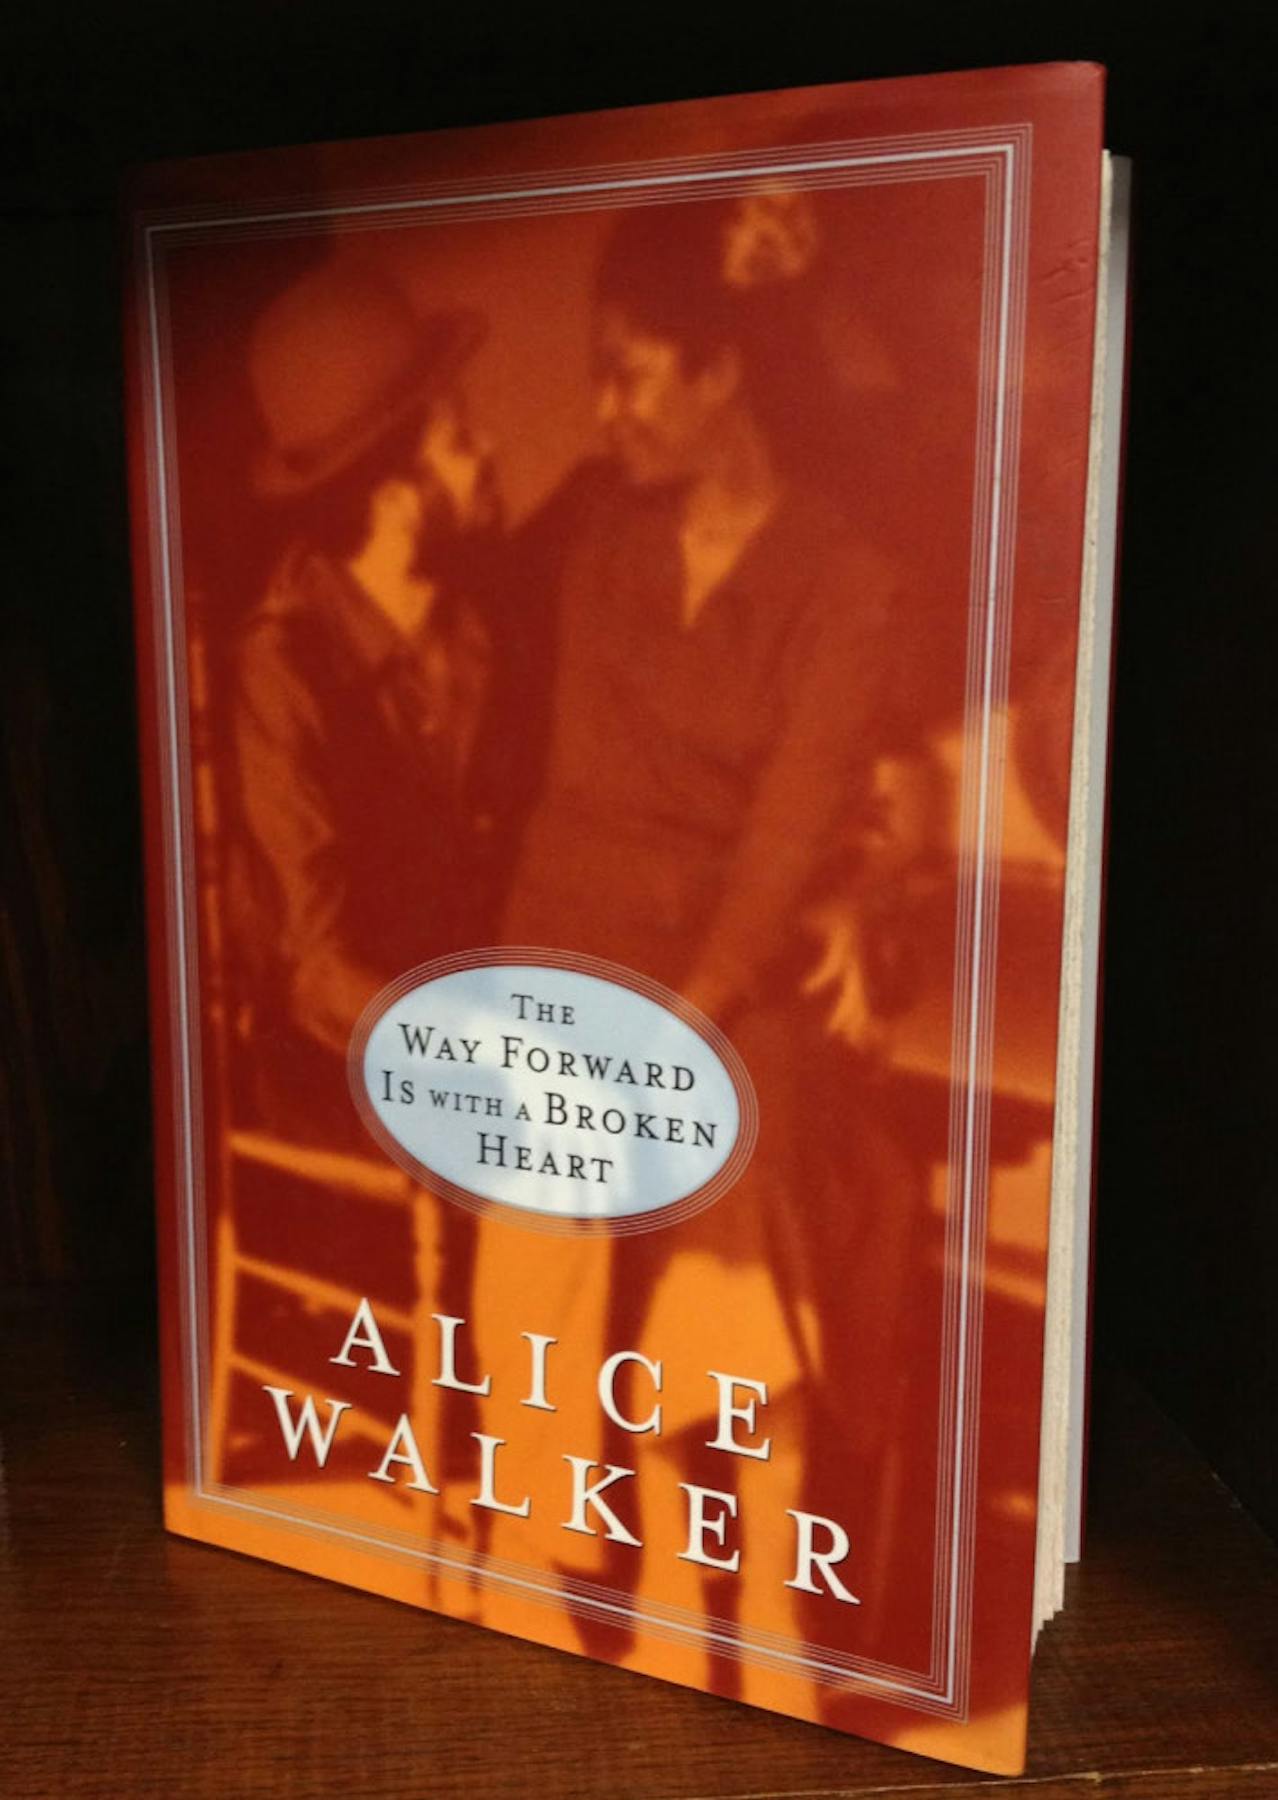 The
Way Forward
Is with a Broken
Heart
ALICE
WALKER